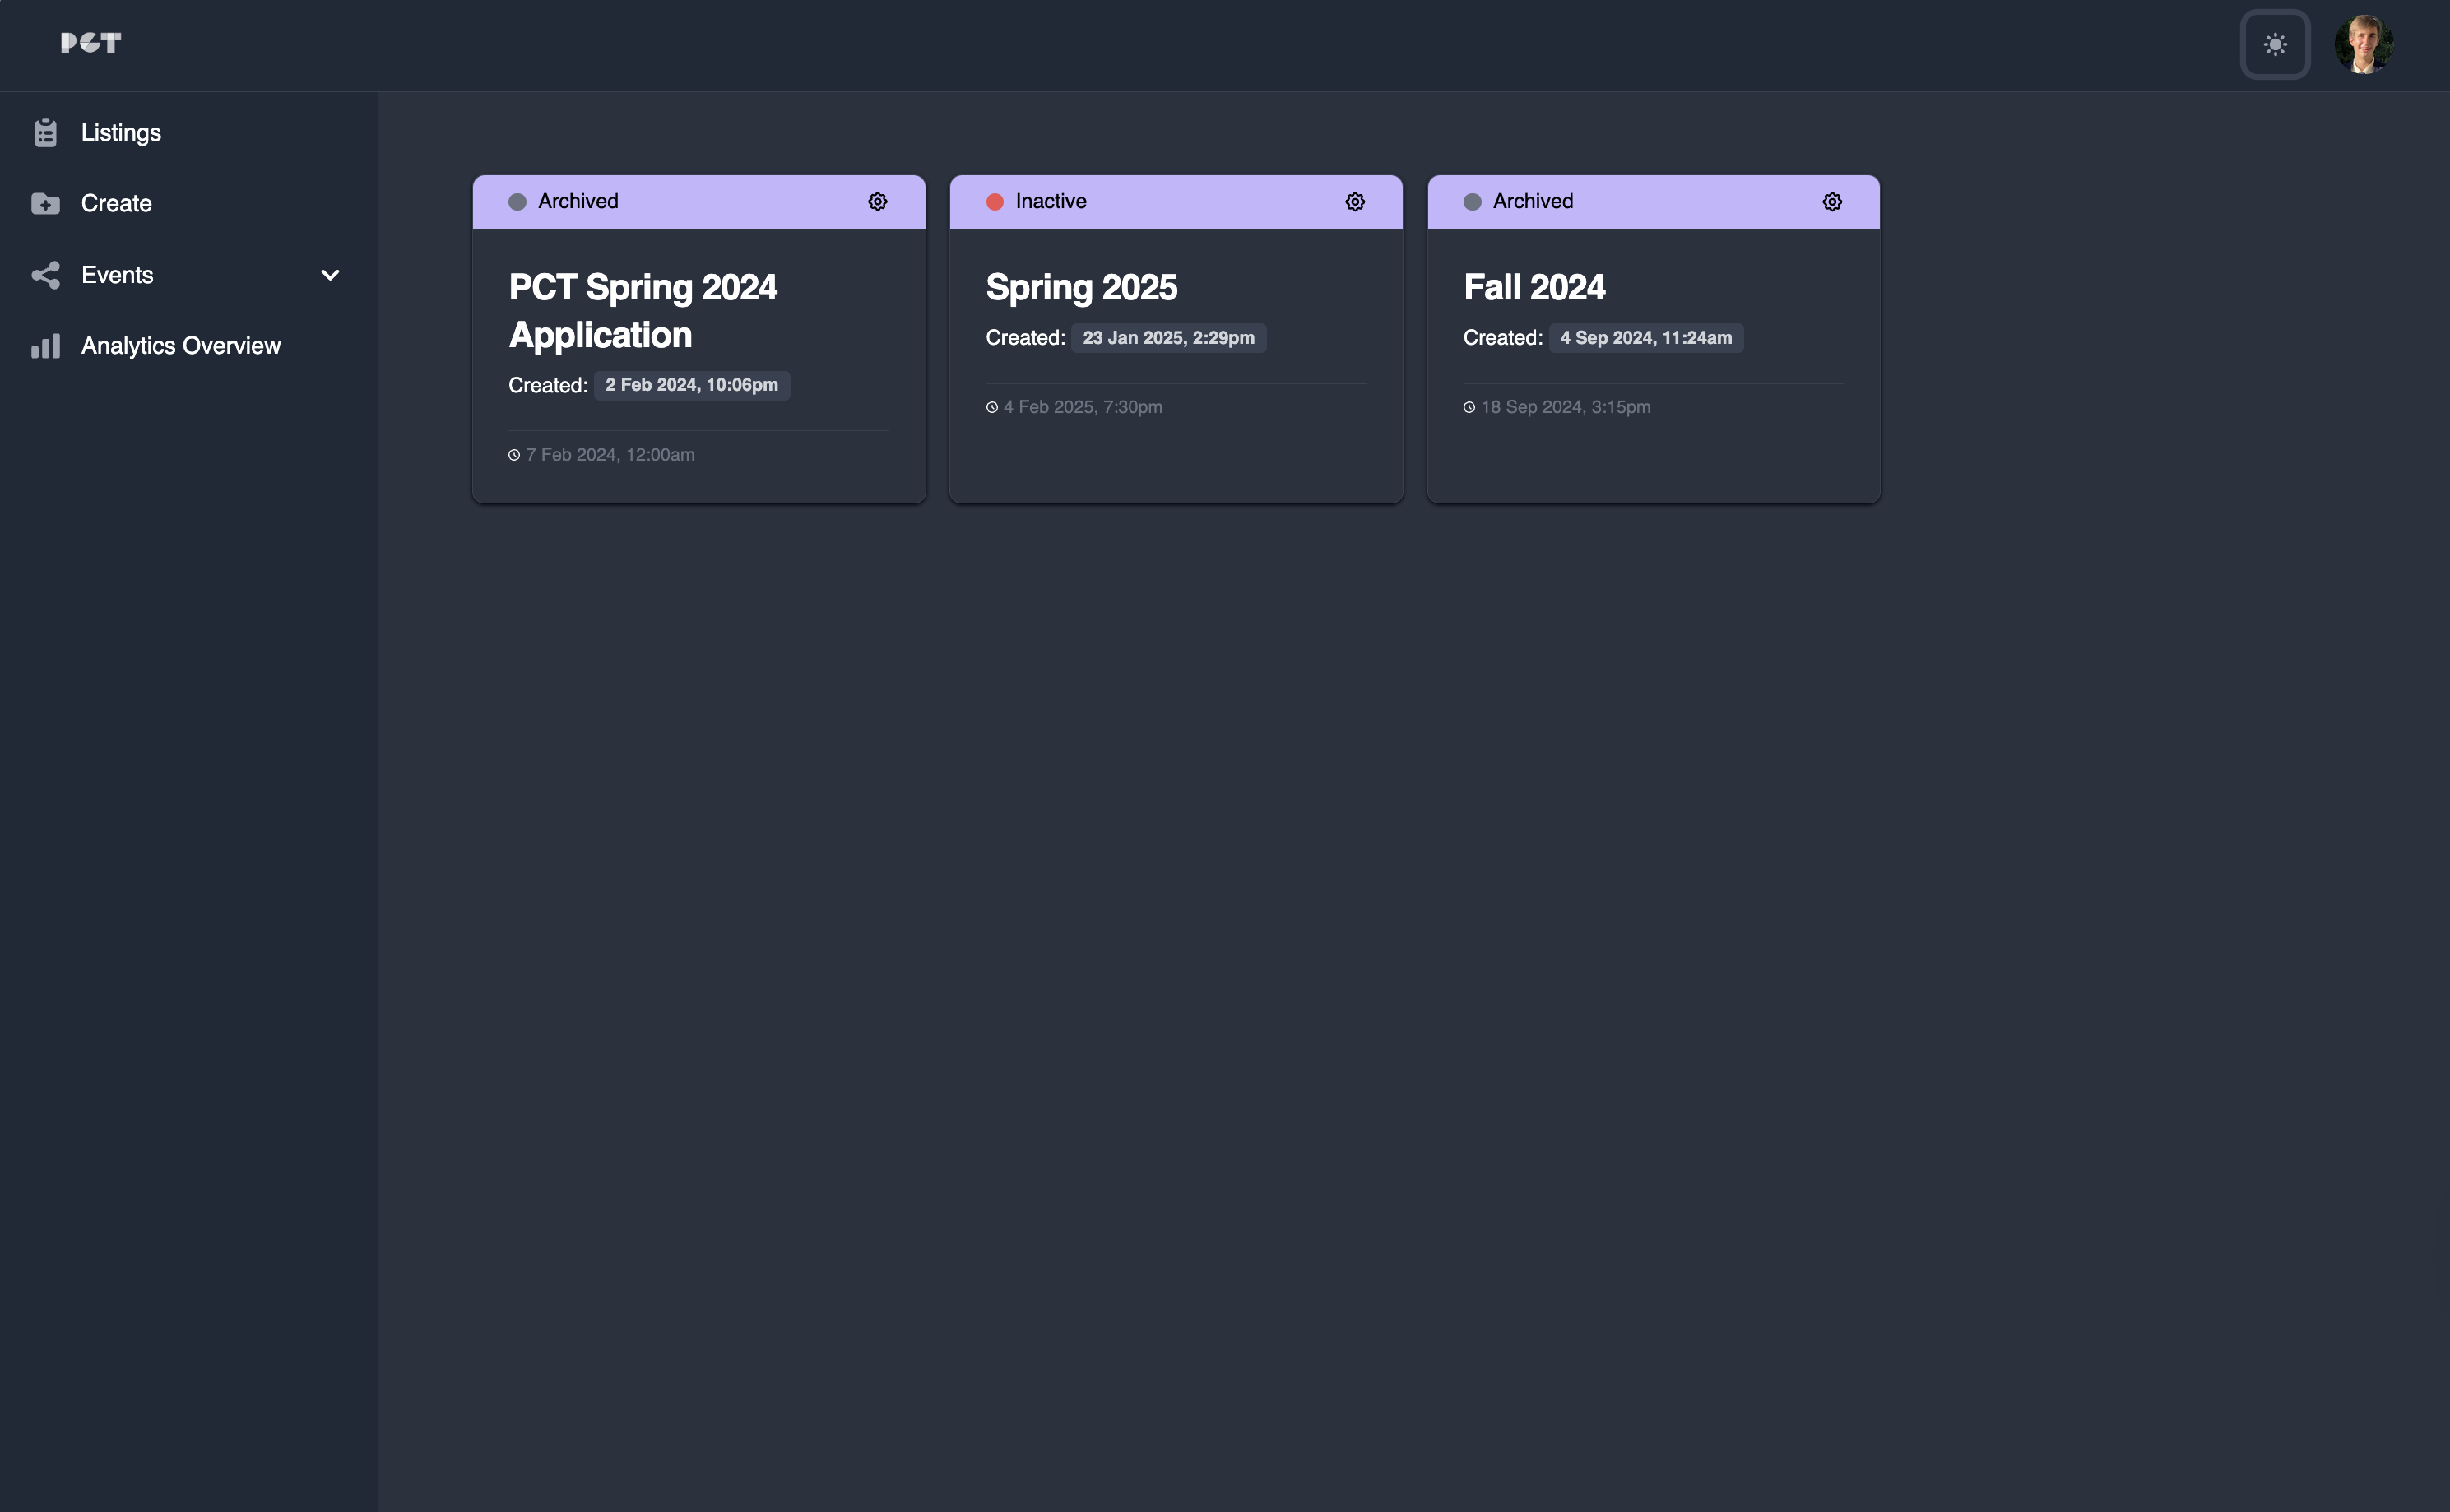 PCT
Listings
Create
Events
Analytics Overview
Archived
PCT Spring 2024
Application
Created: 2 Feb 2024, 10:06pm
7 Feb 2024, 12:00am
Inactive
Spring 2025
Created: 23 Jan 2025, 2:29pm
4 Feb 2025, 7:30pm
Archived
Fall 2024
Created: 4 Sep 2024, 11:24am
18 Sep 2024, 3:15pm